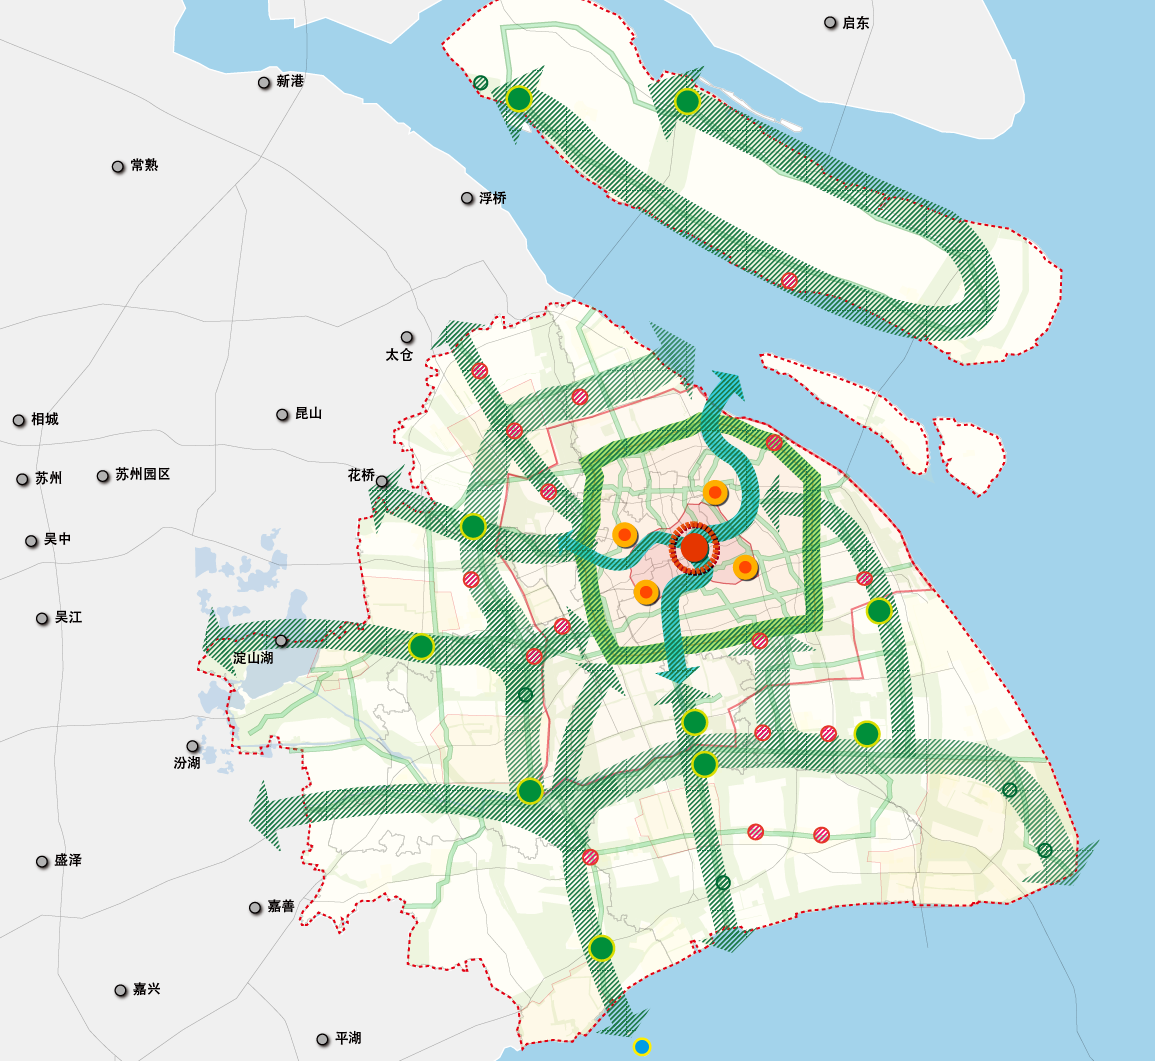 启东
新港
常熟
浮桥
太仓
相城
昆山
苏州
苏州园区
花桥
吴中
吴江
淀山湖
汾湖
盛泽
嘉善
嘉兴
平湖